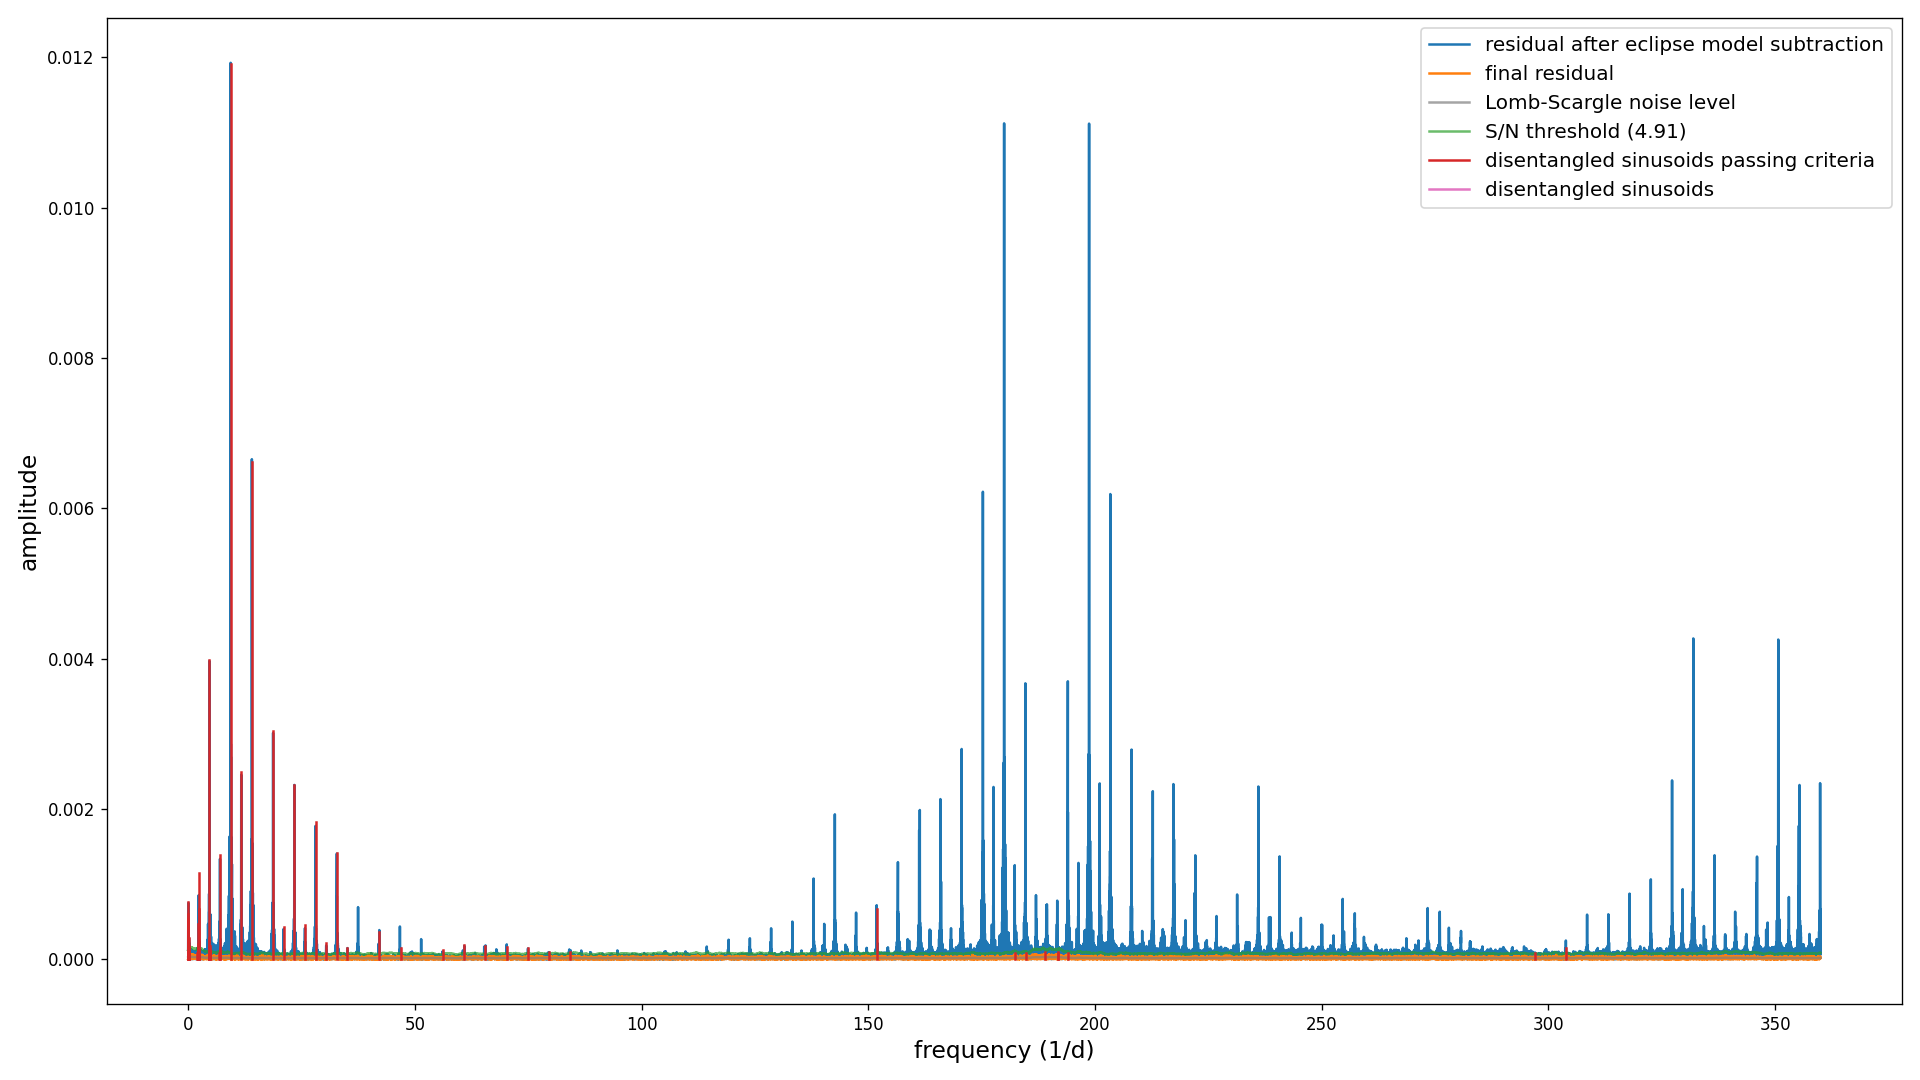 residual after eclipse model subtraction
final residual
Lomb-Scargle noise level
S/N threshold (4.91)
disentangled sinusoids passing criteria
disentangled sinusoids
0.012
0.010
0.008
0.006
0.004
0.002
0.000
amplitude
0 50 100 150 200 250 300 350
frequency (1/d)